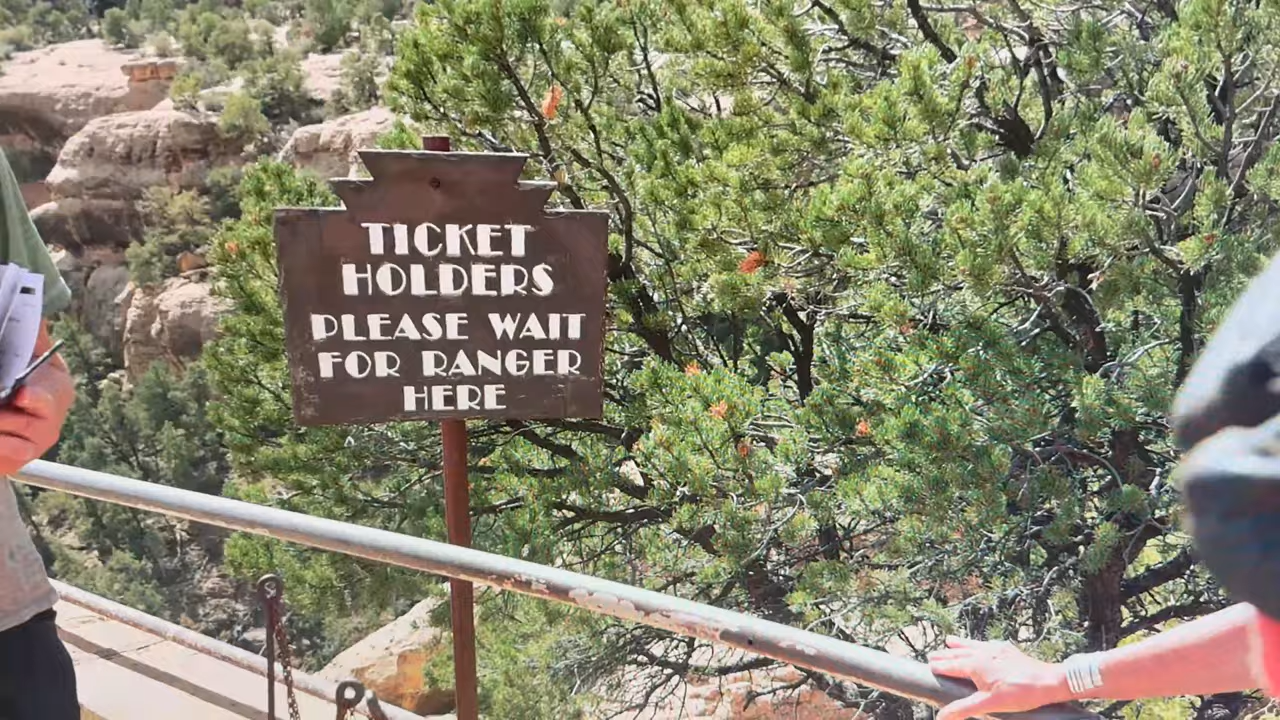 TICKET
HOLDERS
PLEASE WAIT
FOR RANGER
HERE